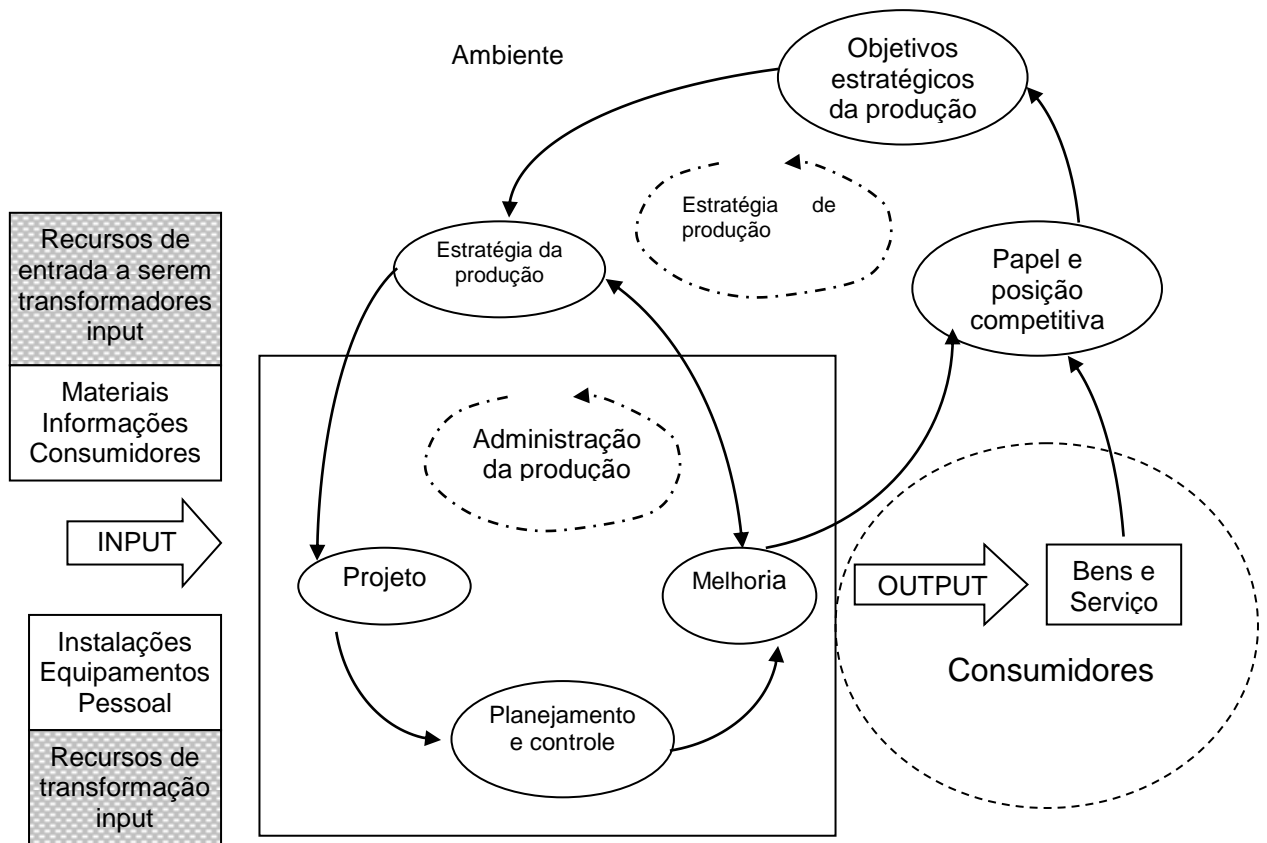 Ambiente
Objetivos
estratégicos
da produção
Estratégia de
produção
Estratégia da
produção
Papel e
posição
competitiva
Recursos de
entrada a serem
transformadores
input
Materiais
Informações
Consumidores
INPUT
Instalações
Equipamentos
Pessoal
Recursos de
transformação
input
Administração
da produção
Projeto
Melhoria
Planejamento
e controle
OUTPUT
Bens e
Serviço
Consumidores